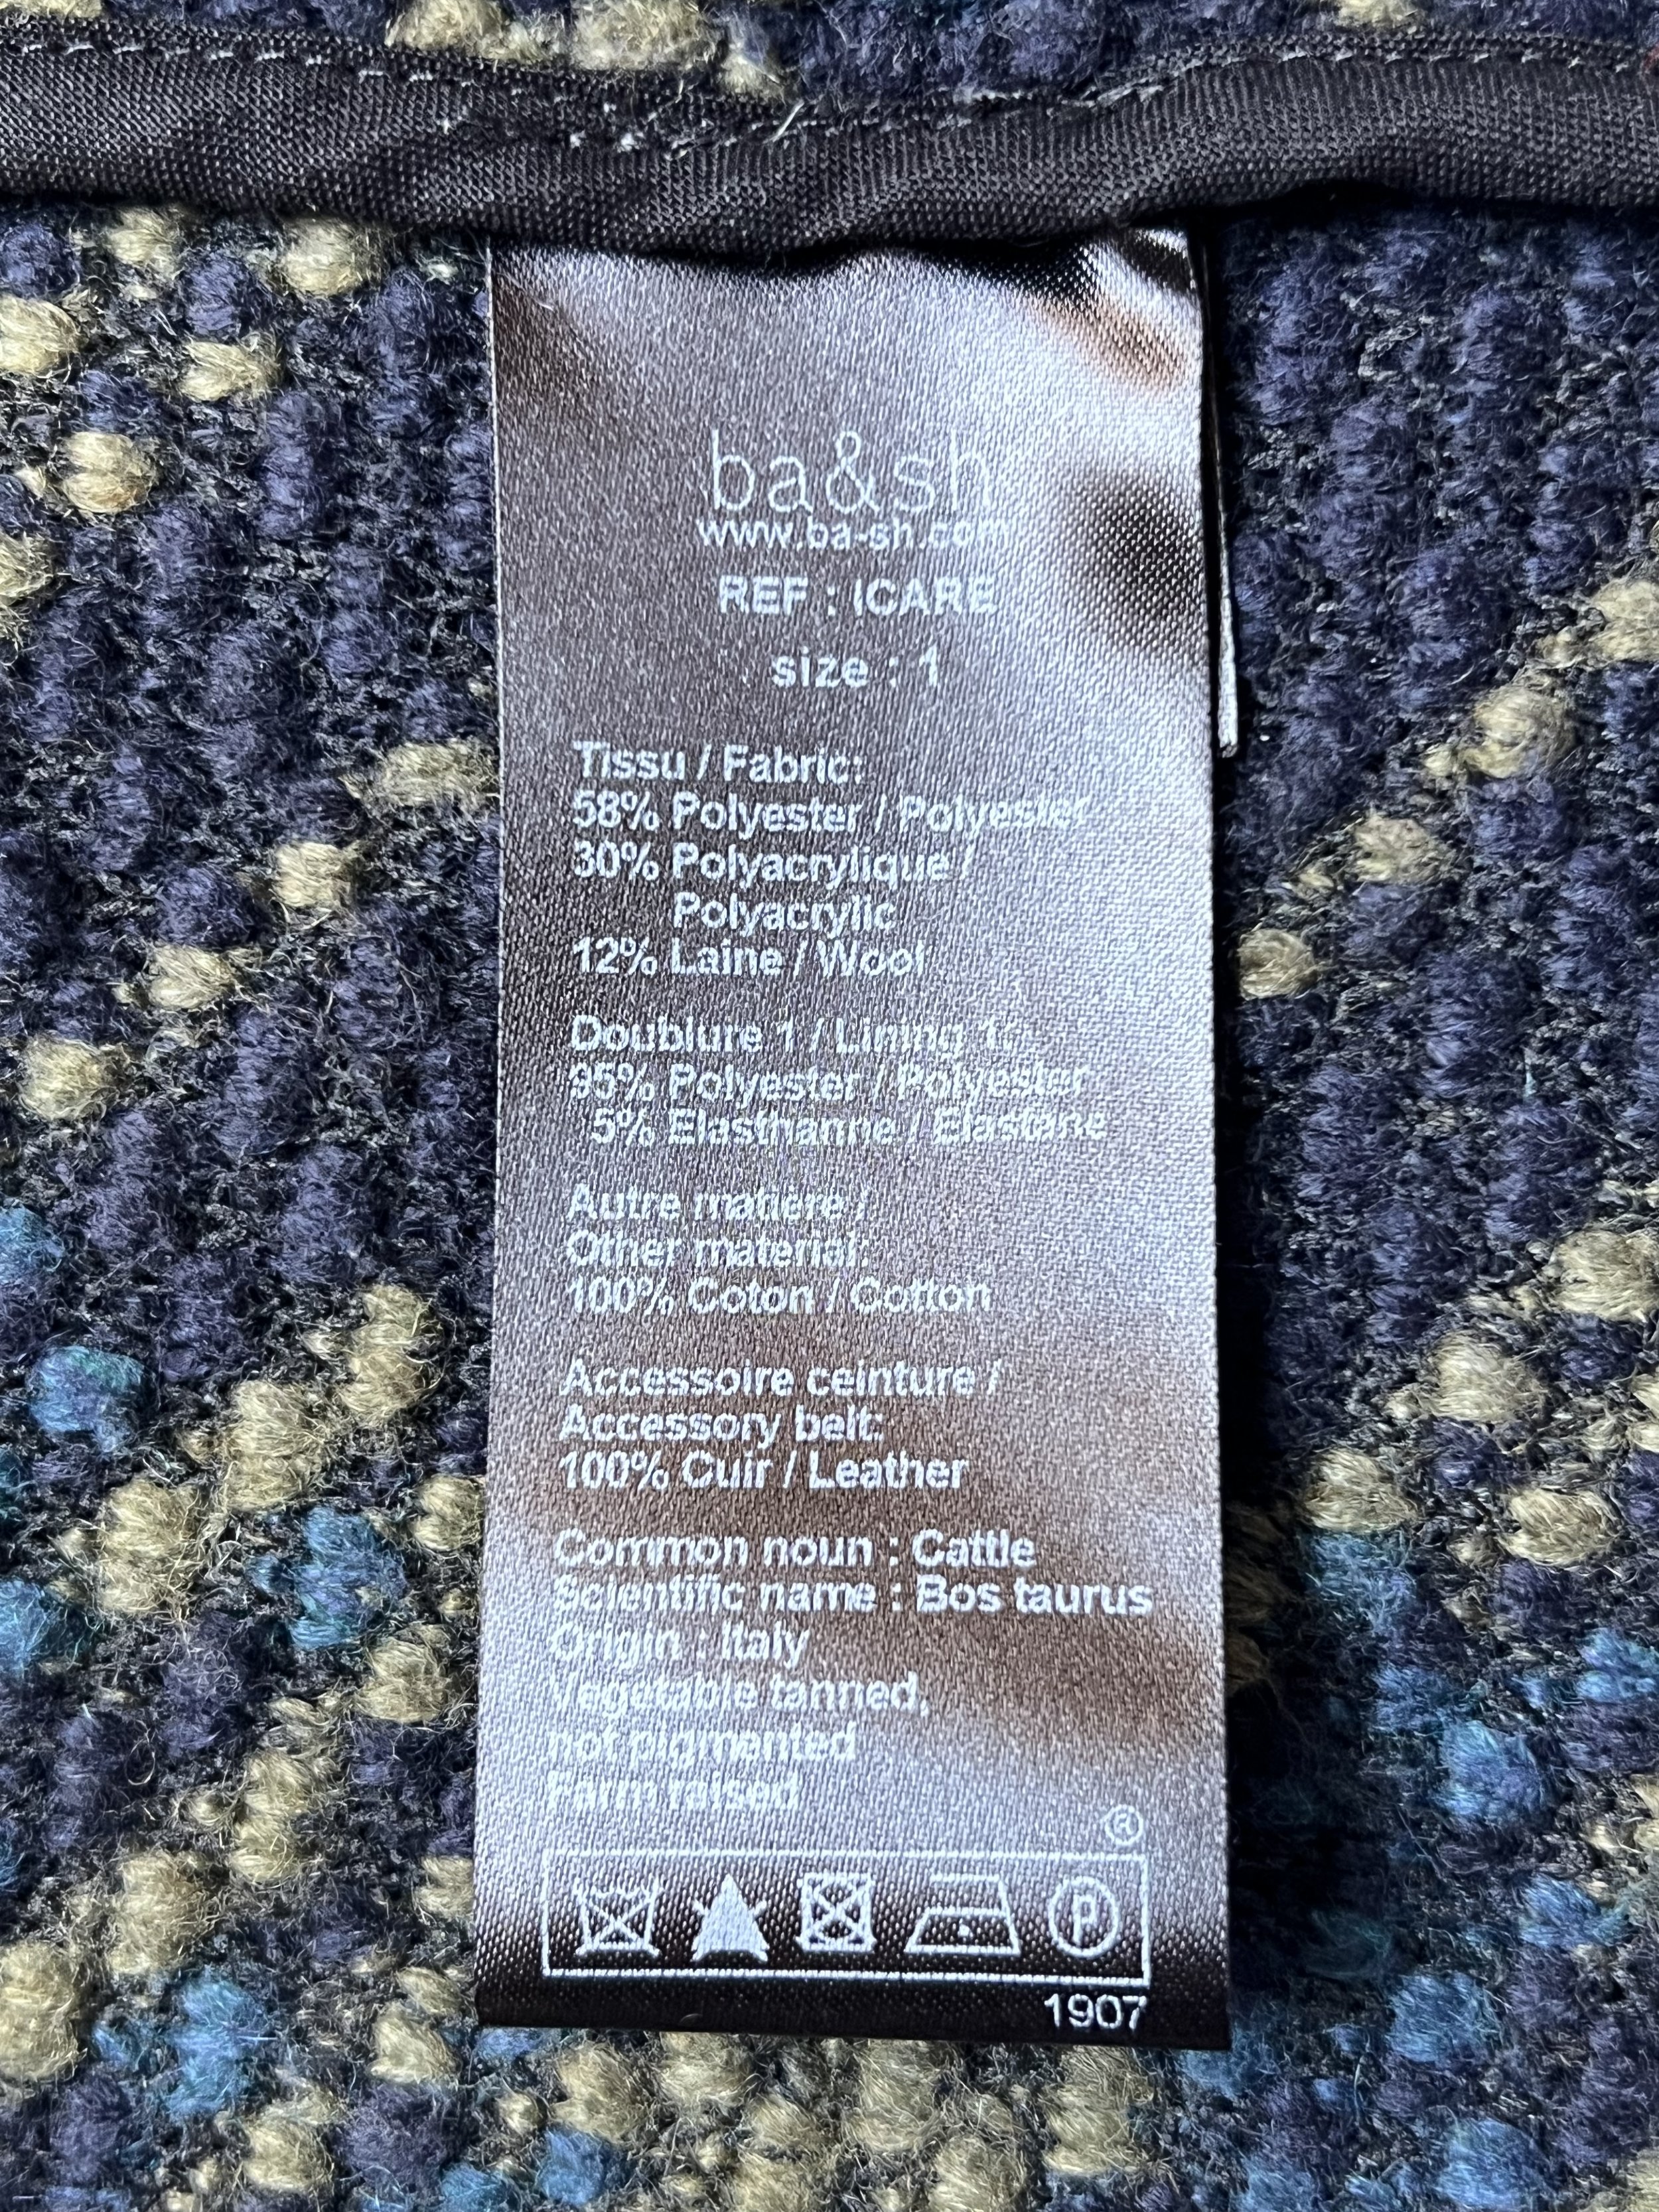 ba&sh
www.ba-sh.com
REF : ICARE
size : 1
Tissu / Fabric:
58% Polyester / Polyester
30% Polyacrylique /
Polyacrylic
12% Laine / Wool
Doublure 1 / Lining 1:
95% Polyester / Polyester
5% Elasthanne / Elastane
Autre matiere /
Other material:
100% Coton / Cotton
Accessoire ceinture /
Accessory belt:
100% Cuir / Leather
Common noun : Cattle
Scientific name : Bos taurus
Origin : Italy
Vegetable tanned,
not pigmented
Farm raised
®
P
1907